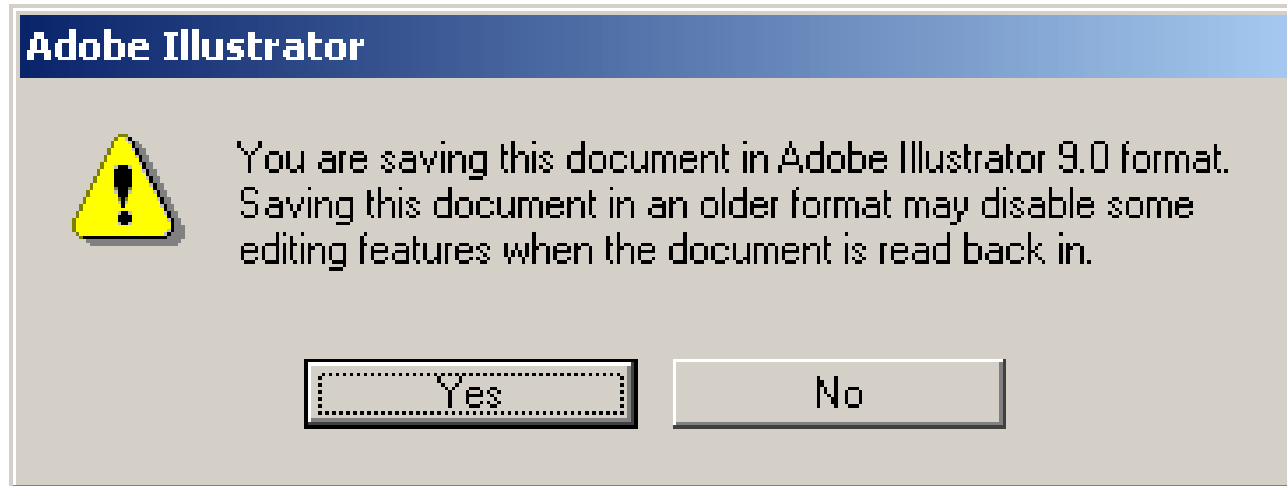 Adobe Illustrator
You are saving this document in Adobe Illustrator 9.0 format.
Saving this document in an older format may disable some
editing features when the document is read back in.
Yes
No